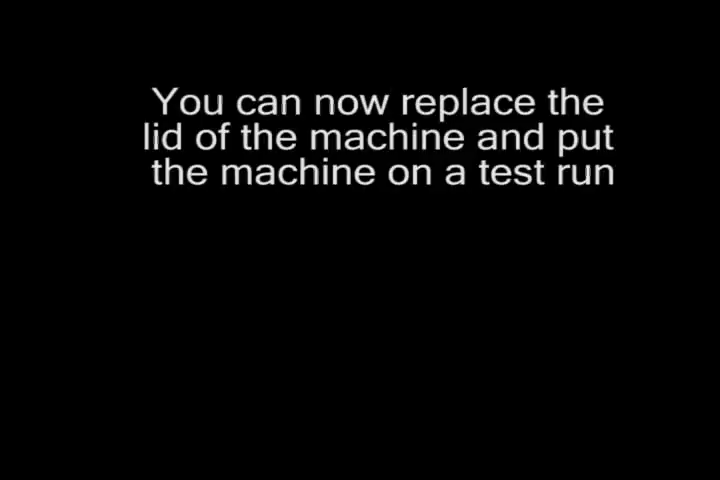 You can now replace the
lid of the machine and put
the machine on a test run